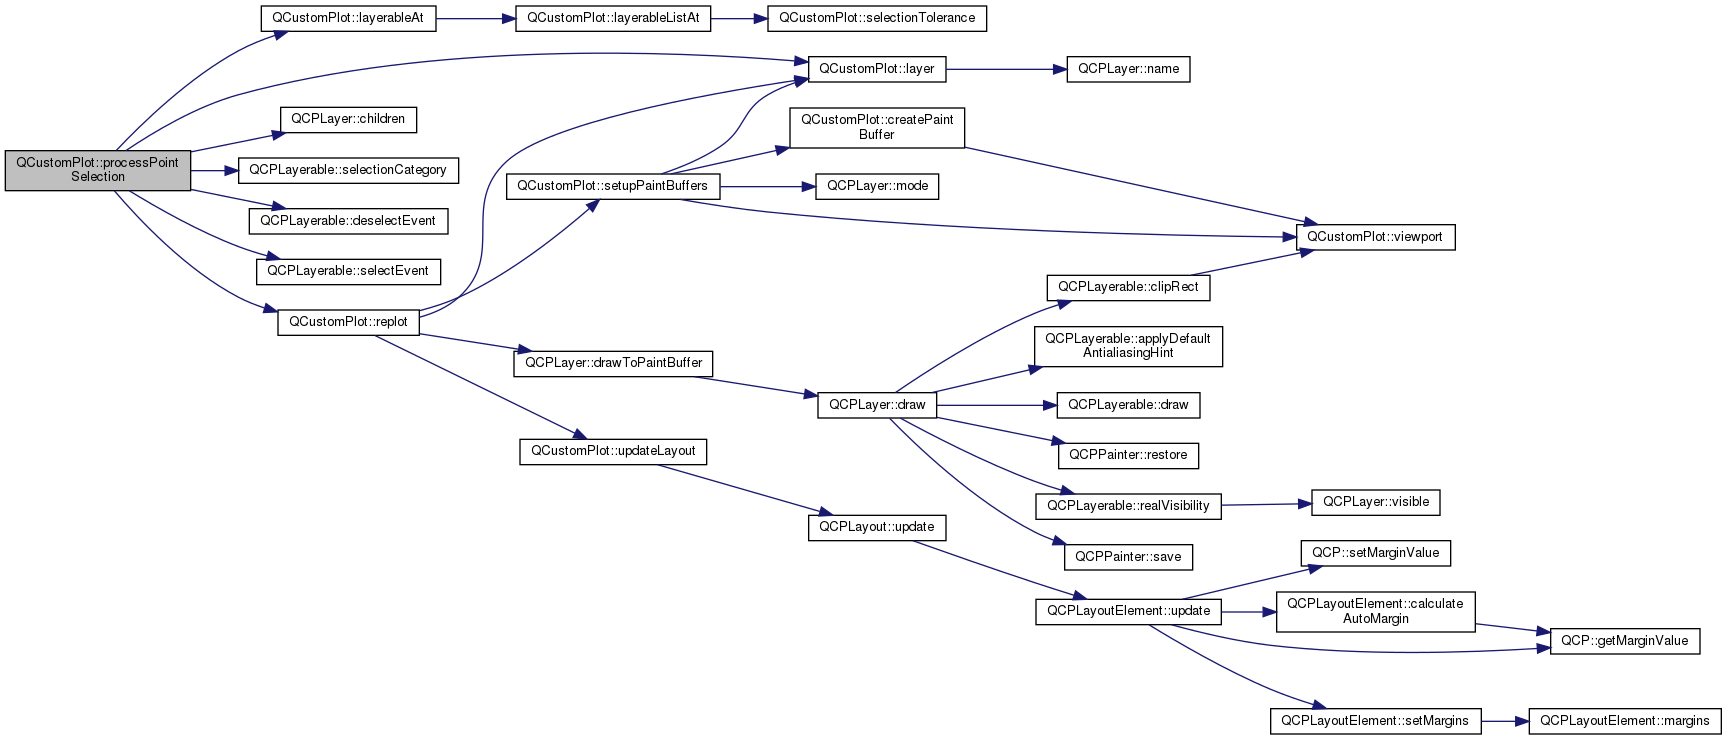 QCustomPlot::processPoint
Selection
QCustomPlot::layerableAt
QCustomPlot::layerableListAt
QCustomPlot::selectionTolerance
QCustomPlot::layer
QCPLayer::name
QCPLayer::children
QCPLayerable::selectionCategory
QCPLayerable::deselectEvent
QCPLayerable::selectEvent
QCustomPlot::replot
QCustomPlot::setupPaintBuffers
QCustomPlot::createPaint
Buffer
QCPLayer::mode
QCustomPlot::viewport
QCPLayer::drawToPaintBuffer
QCPLayer::draw
QCPLayerable::clipRect
QCPLayerable::applyDefault
AntialiasingHint
QCPLayerable::draw
QCPPainter::restore
QCPLayerable::realVisibility
QCPLayer::visible
QCPPainter::save
QCustomPlot::updateLayout
QCPLayout::update
QCPLayoutElement::update
QCP::setMarginValue
QCPLayoutElement::calculate
AutoMargin
QCP::getMarginValue
QCPLayoutElement::setMargins
QCPLayoutElement::margins